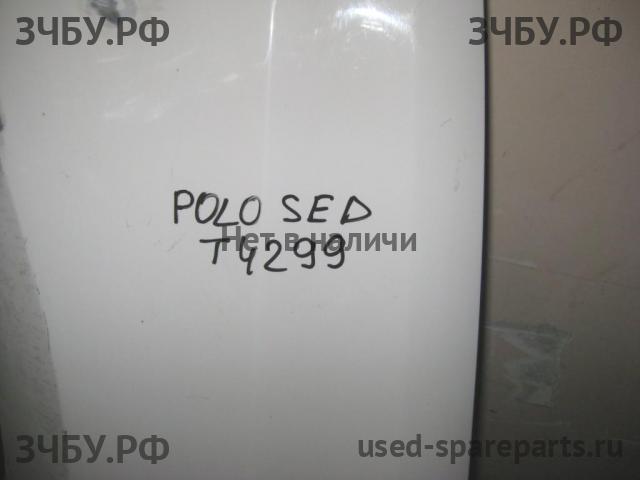 ЗЧБУ.РФ ЗЧБУ.РФ
POLO SED
Нет в наличи
T4299
ЗЧБУ.РФ used-spareparts.ru